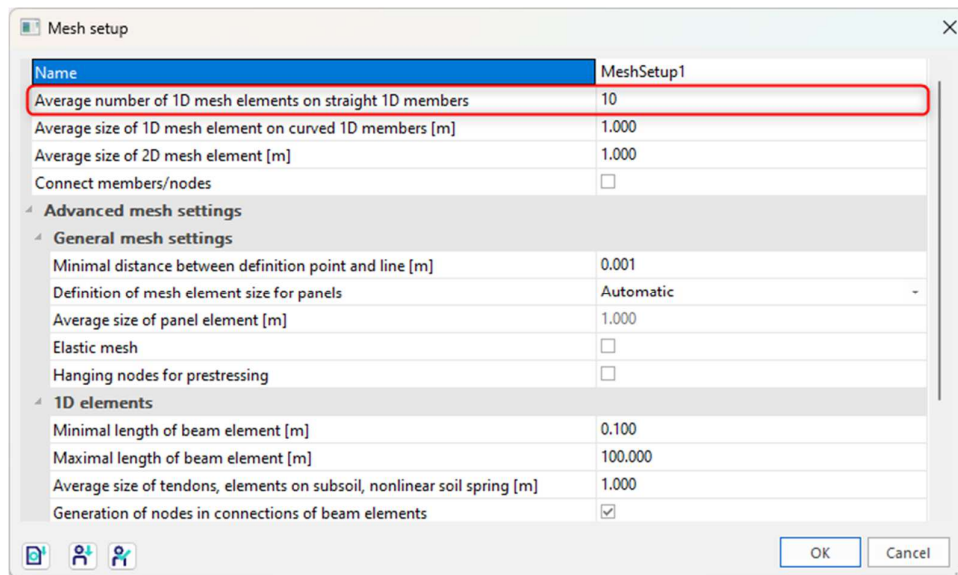 Mesh setup
Name MeshSetup1
Average number of 1D mesh elements on straight 1D members 10
Average size of 1D mesh element on curved 1D members [m] 1.000
Average size of 2D mesh element [m] 1.000
Connect members/nodes
Advanced mesh settings
General mesh settings
Minimal distance between definition point and line [m] 0.001
Definition of mesh element size for panels Automatic
Average size of panel element [m] 1.000
Elastic mesh
Hanging nodes for prestressing
1D elements
Minimal length of beam element [m] 0.100
Maximal length of beam element [m] 100.000
Average size of tendons, elements on subsoil, nonlinear soil spring [m] 1.000
Generation of nodes in connections of beam elements
OK Cancel